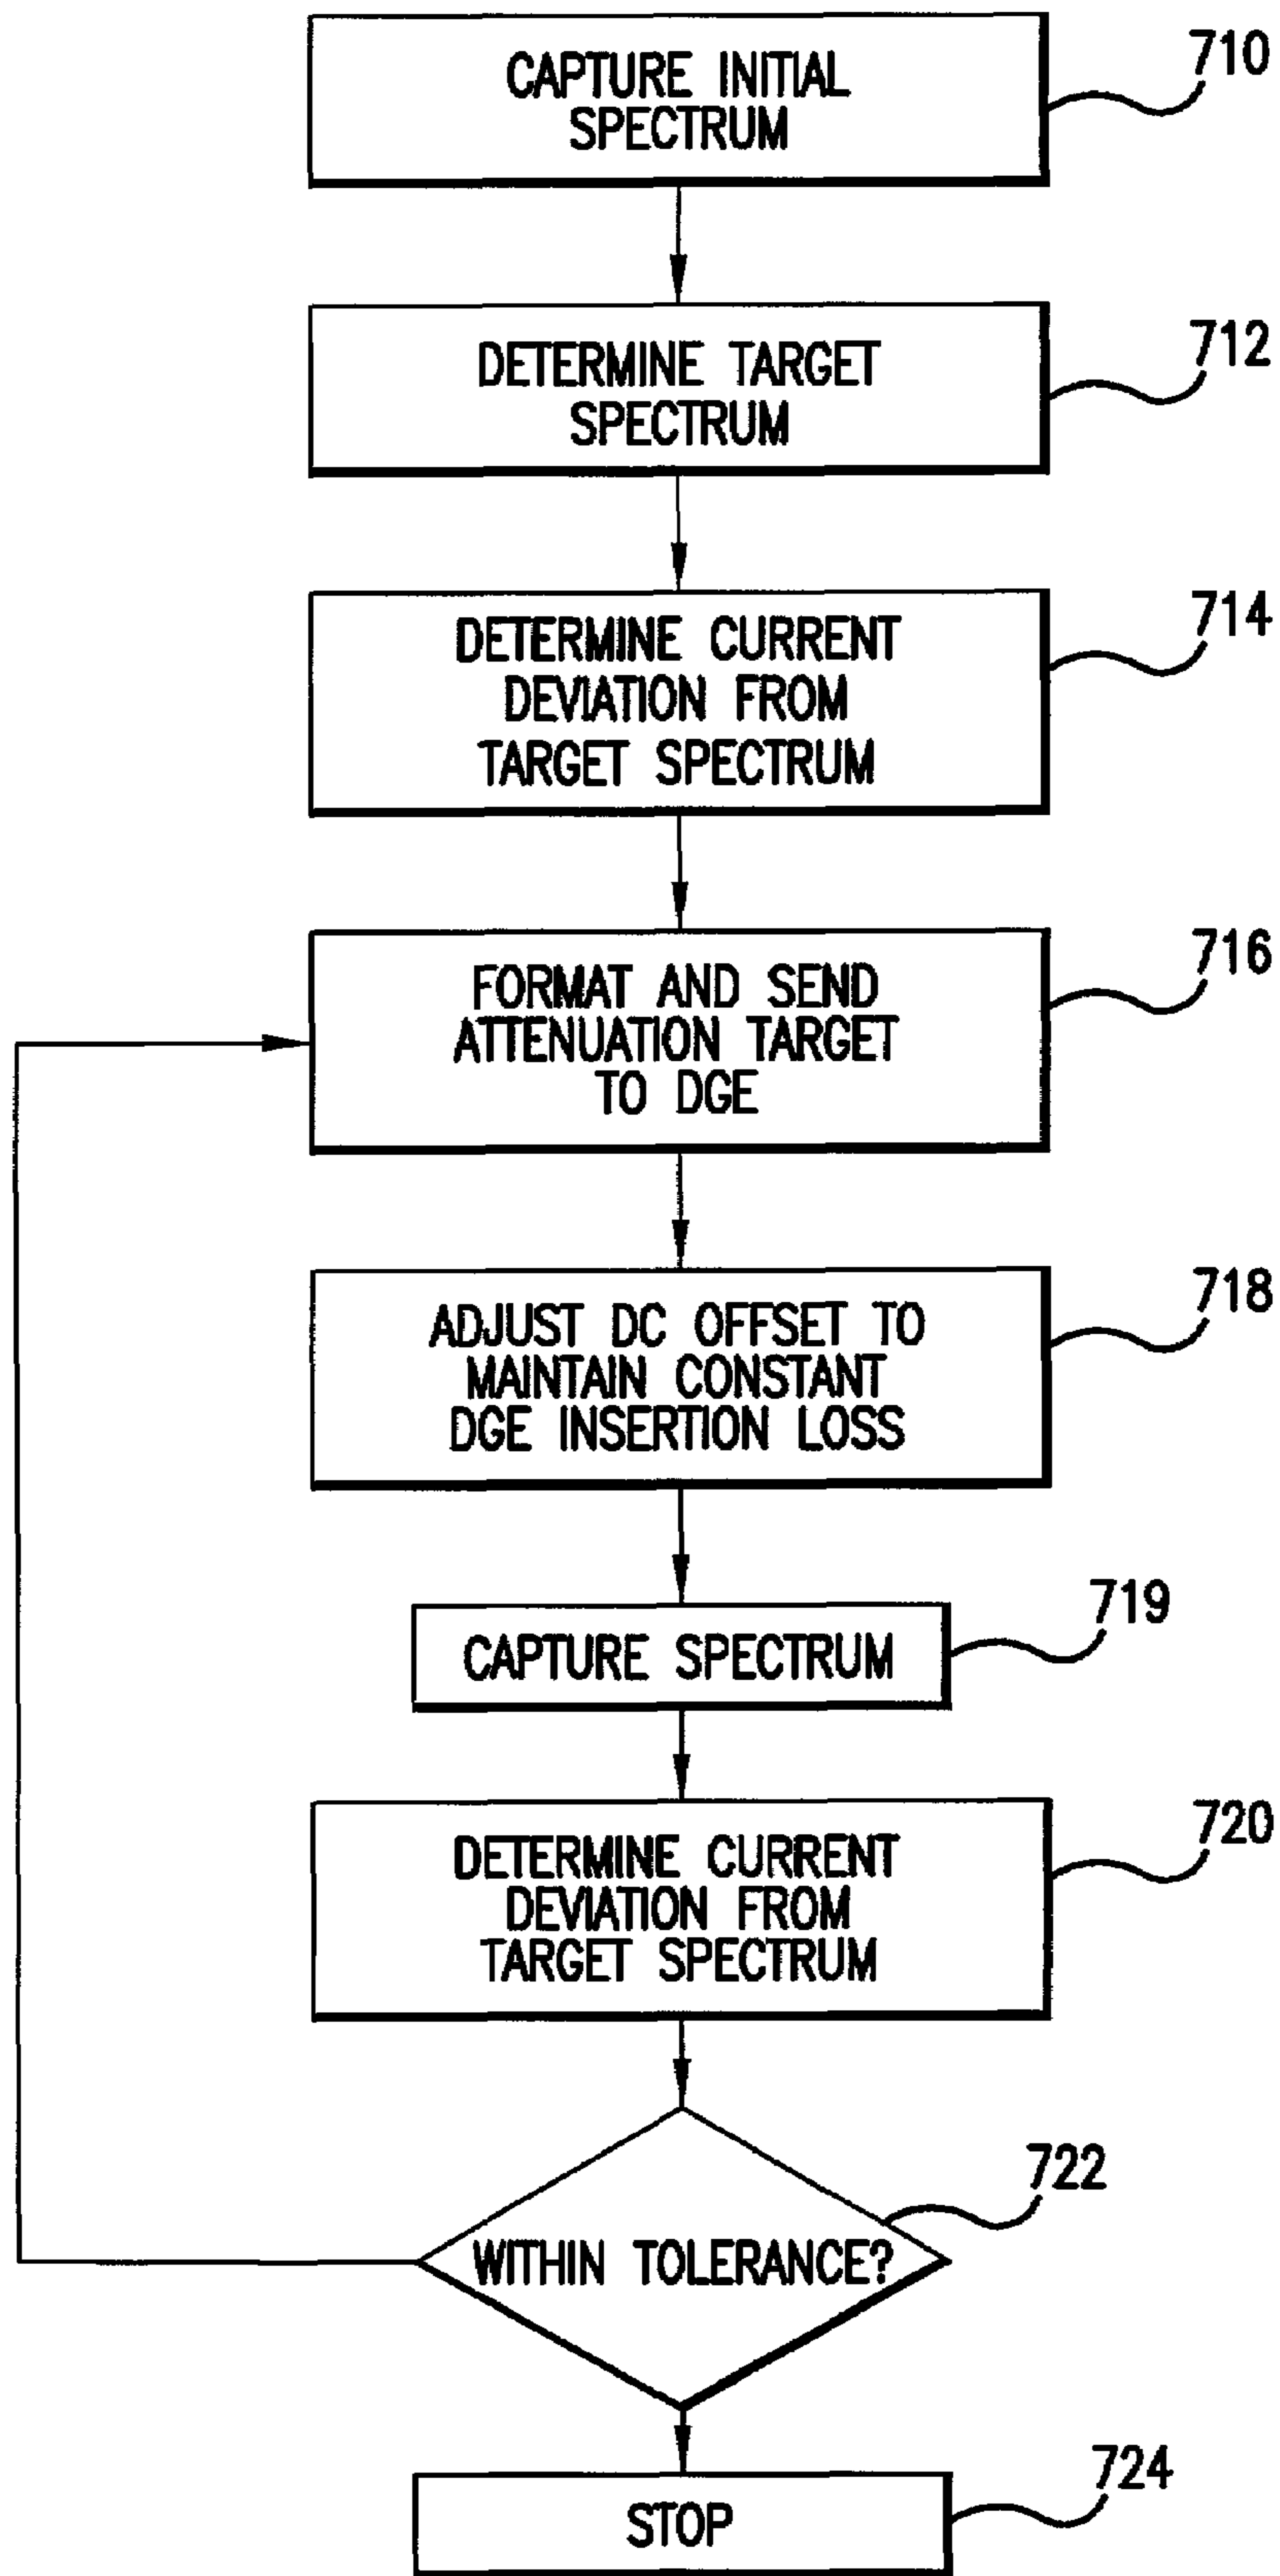 CAPTURE INITIAL
SPECTRUM
710
DETERMINE TARGET
SPECTRUM
712
DETERMINE CURRENT
DEVIATION FROM
TARGET SPECTRUM
714
FORMAT AND SEND
ATTENUATION TARGET
TO DGE
716
ADJUST DC OFFSET TO
MAINTAIN CONSTANT
DGE INSERTION LOSS
718
CAPTURE SPECTRUM
719
DETERMINE CURRENT
DEVIATION FROM
TARGET SPECTRUM
720
WITHIN TOLERANCE?
722
STOP
724